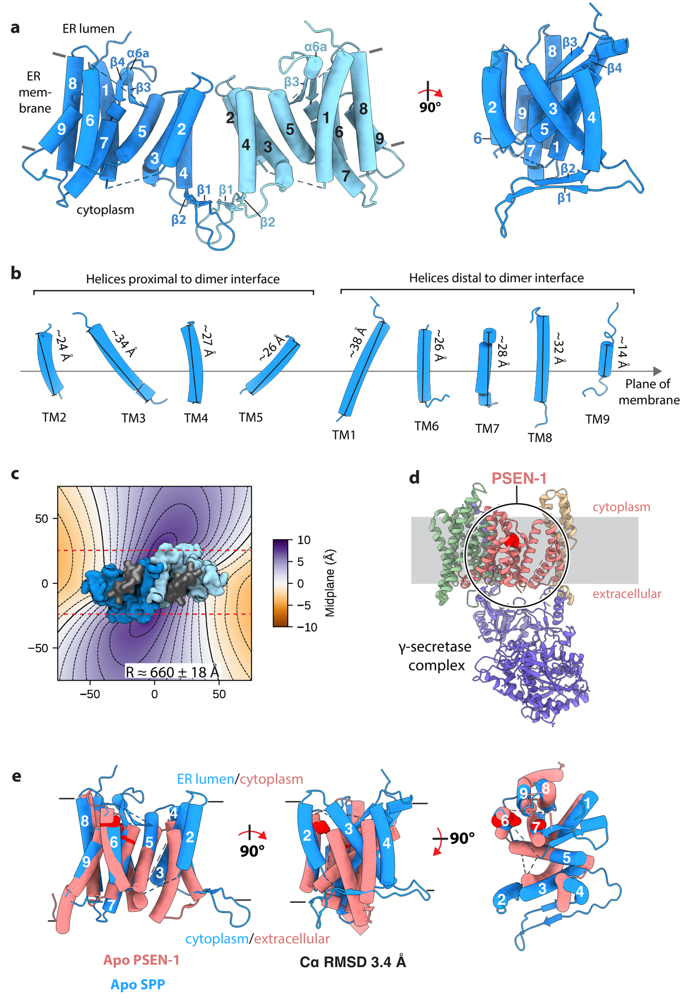 a
ER lumen
ER
mem-
brane
cytoplasm
8
6
9
1
7
5
3
2
4
β4
α6a
β3
β1
β2
α6a
β3
2
4
3
5
1
6
8
9
7
β1
β2
90°
8
β3
β4
2
9
3
4
5
6
7
1
β2
β1
b
Helices proximal to dimer interface
Helices distal to dimer interface
~24 Å
~34 Å
~27 Å
~26 Å
~38 Å
~26 Å
~28 Å
~32 Å
~14 Å
Plane of
membrane
TM2
TM3
TM4
TM5
TM1
TM6
TM7
TM8
TM9
c
50
0
−50
−50
0
50
R ≈ 660 ± 18 Å
10
5
0
−5
−10
Midplane (Å)
d
PSEN-1
cytoplasm
extracellular
γ-secretase
complex
e
ER lumen/cytoplasm
8
6
9
7
5
4
3
2
90°
2
3
4
90°
9
8
1
6
7
5
3
4
2
cytoplasm/extracellular
Apo PSEN-1
Apo SPP
Cα RMSD 3.4 Å